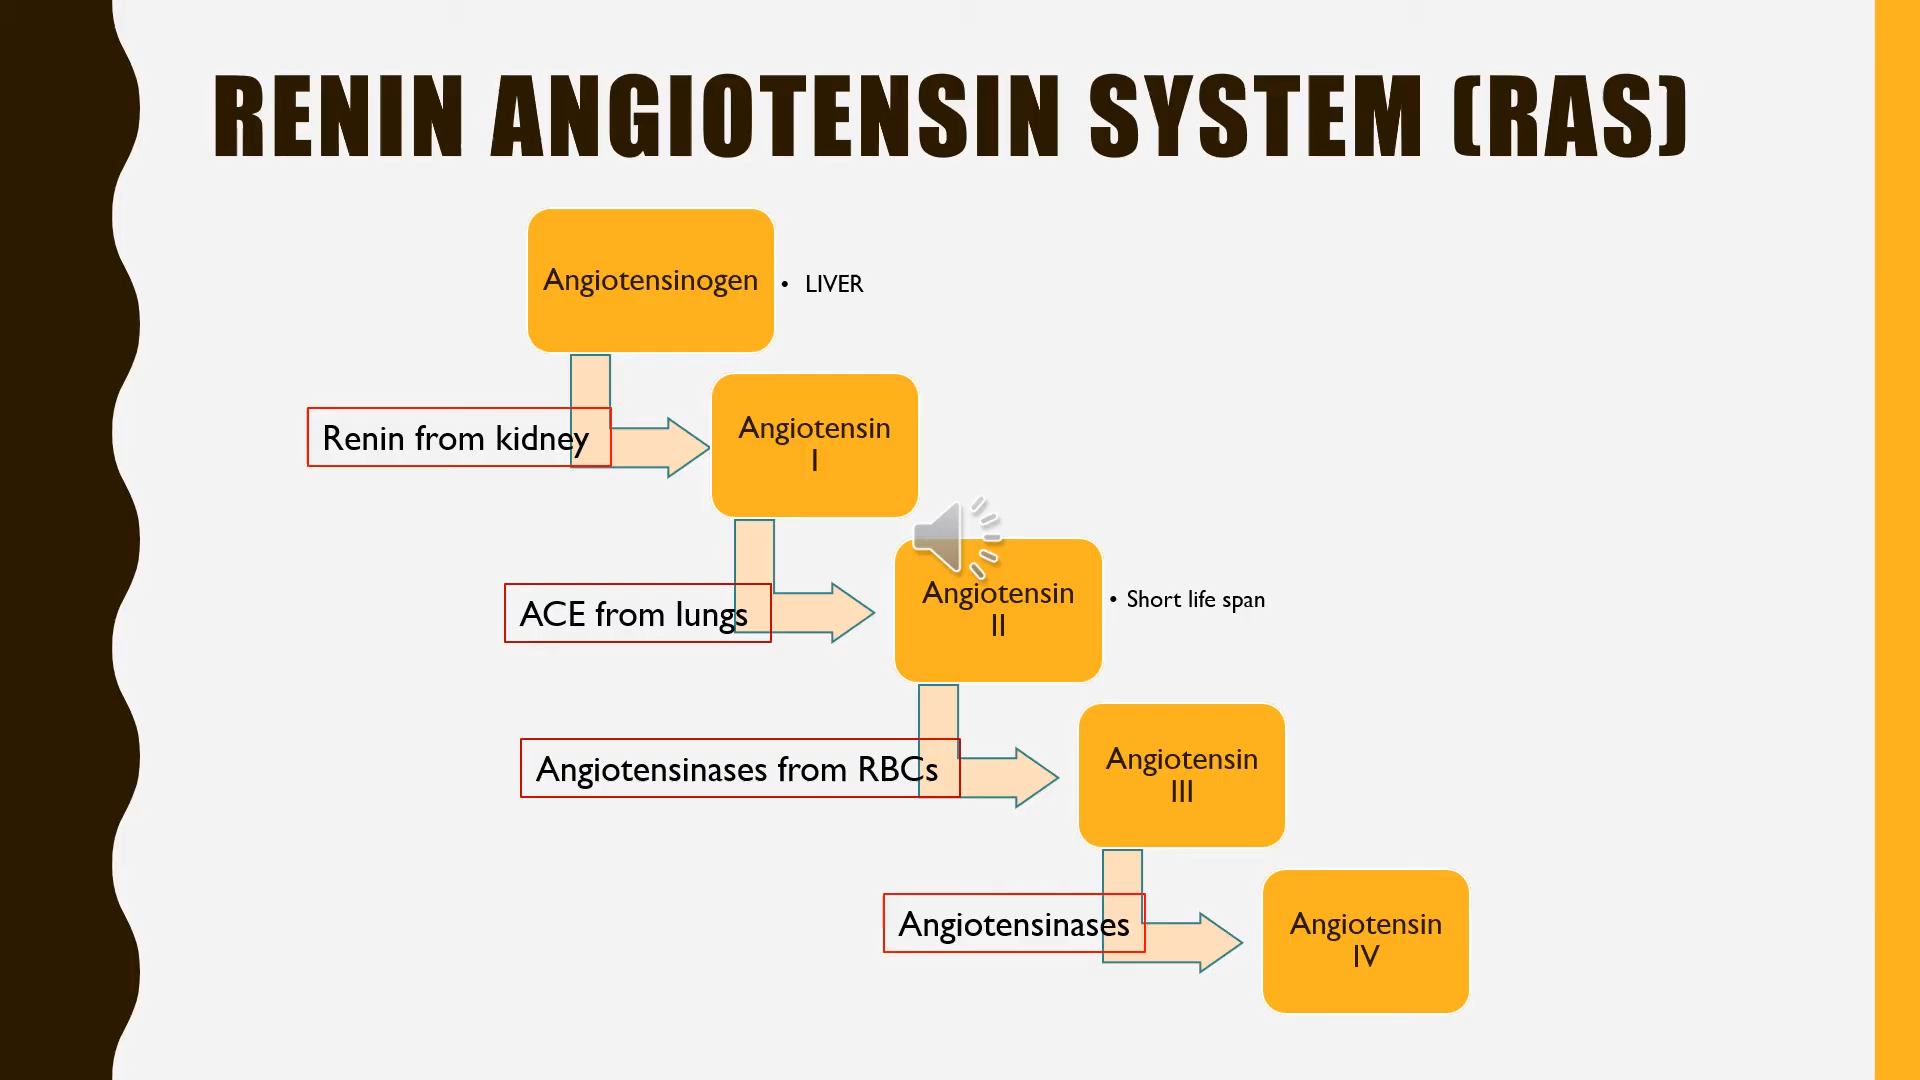 RENIN ANGIOTENSIN SYSTEM (RAS)
Angiotensinogen
• LIVER
Renin from kidney
Angiotensin
I
ACE from lungs
Angiotensin
II
• Short life span
Angiotensinases from RBCs
Angiotensin
III
Angiotensinases
Angiotensin
IV